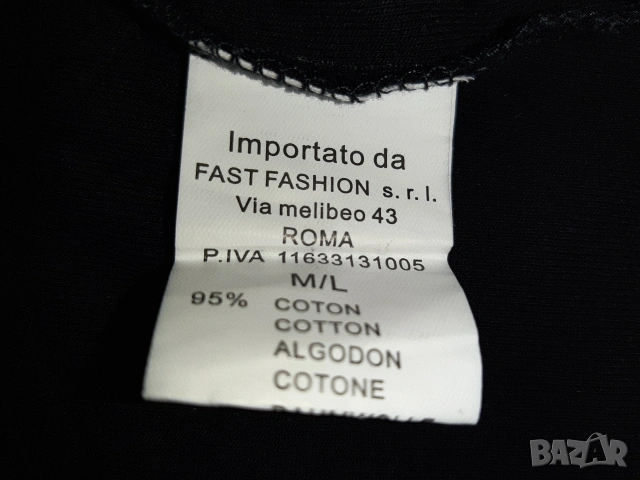 Importato da
FAST FASHION s.r.l.
Via melibeo 43
ROMA
P.IVA 11633131005
M/L
95% COTON
COTTON
ALGODON
COTONE
BAZAR